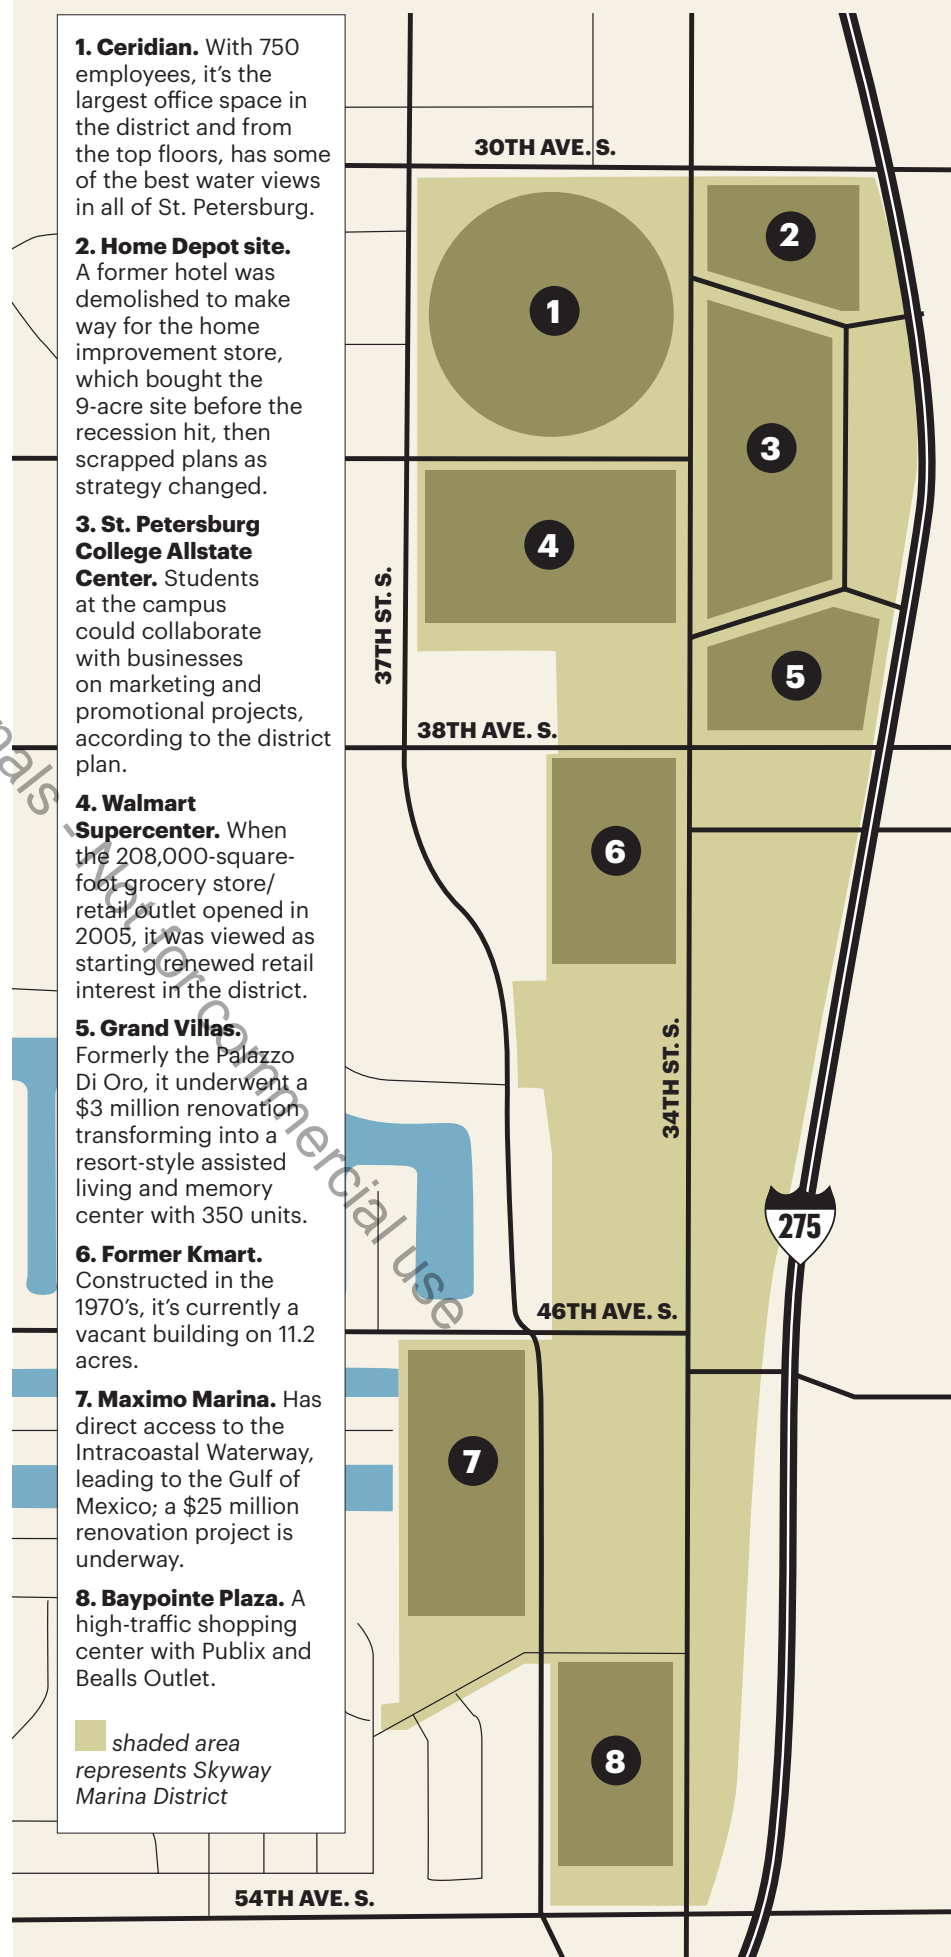 1. Ceridian. With 750
employees, it’s the
largest office space in
the district and from
the top floors, has some
of the best water views
in all of St. Petersburg.
2. Home Depot site.
A former hotel was
demolished to make
way for the home
improvement store,
which bought the
9-acre site before the
recession hit, then
scrapped plans as
strategy changed.
3. St. Petersburg
College Allstate
Center. Students
at the campus
could collaborate
with businesses
on marketing and
promotional projects,
according to the district
plan.
4. Walmart
Supercenter. When
the 208,000-square-
foot grocery store/
retail outlet opened in
2005, it was viewed as
starting renewed retail
interest in the district.
5. Grand Villas.
Formerly the Palazzo
Di Oro, it underwent a
$3 million renovation
transforming into a
resort-style assisted
living and memory
center with 350 units.
6. Former Kmart.
Constructed in the
1970’s, it’s currently a
vacant building on 11.2
acres.
7. Maximo Marina. Has
direct access to the
Intracoastal Waterway,
leading to the Gulf of
Mexico; a $25 million
renovation project is
underway.
8. Baypointe Plaza. A
high-traffic shopping
center with Publix and
Bealls Outlet.
shaded area
represents Skyway
Marina District
30TH AVE. S.
2
1
3
4
37TH ST. S.
5
38TH AVE. S.
6
34TH ST. S.
275
46TH AVE. S.
7
8
54TH AVE. S.
- Not for commercial use